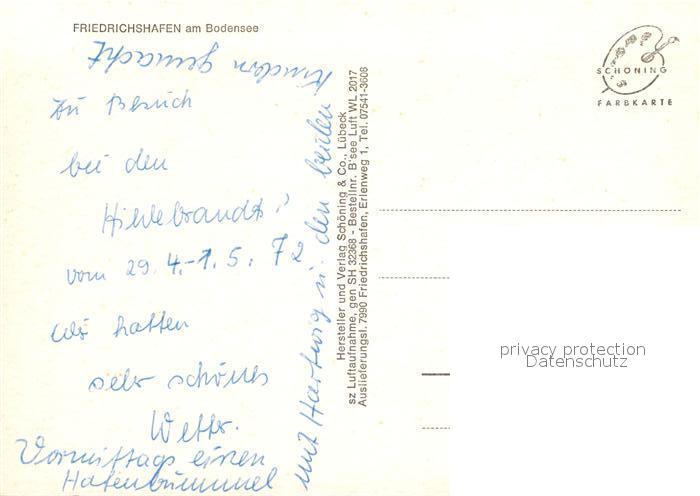 FRIEDRICHSHAFEN am Bodensee
Zu Besuch
bei den
Hildebrandts!
vom 29. 4.-1. 5. 72
Wir hatten
sehr schönes
Wetter.
Vormittags einen
Hafenbummel
mit Hartwig u. den beiden
Kindern gemacht
Hersteller und Verlag Schöning & Co., Lübeck
sz Luftaufnahme, gen SH 32368 - Bestellnr. B'see Luft WL 2017
Auslieferungsl. 7990 Friedrichshafen, Erlenweg 1, Tel. 07541-3608
SCHÖNING
FARBKARTE
privacy protection
Datenschutz